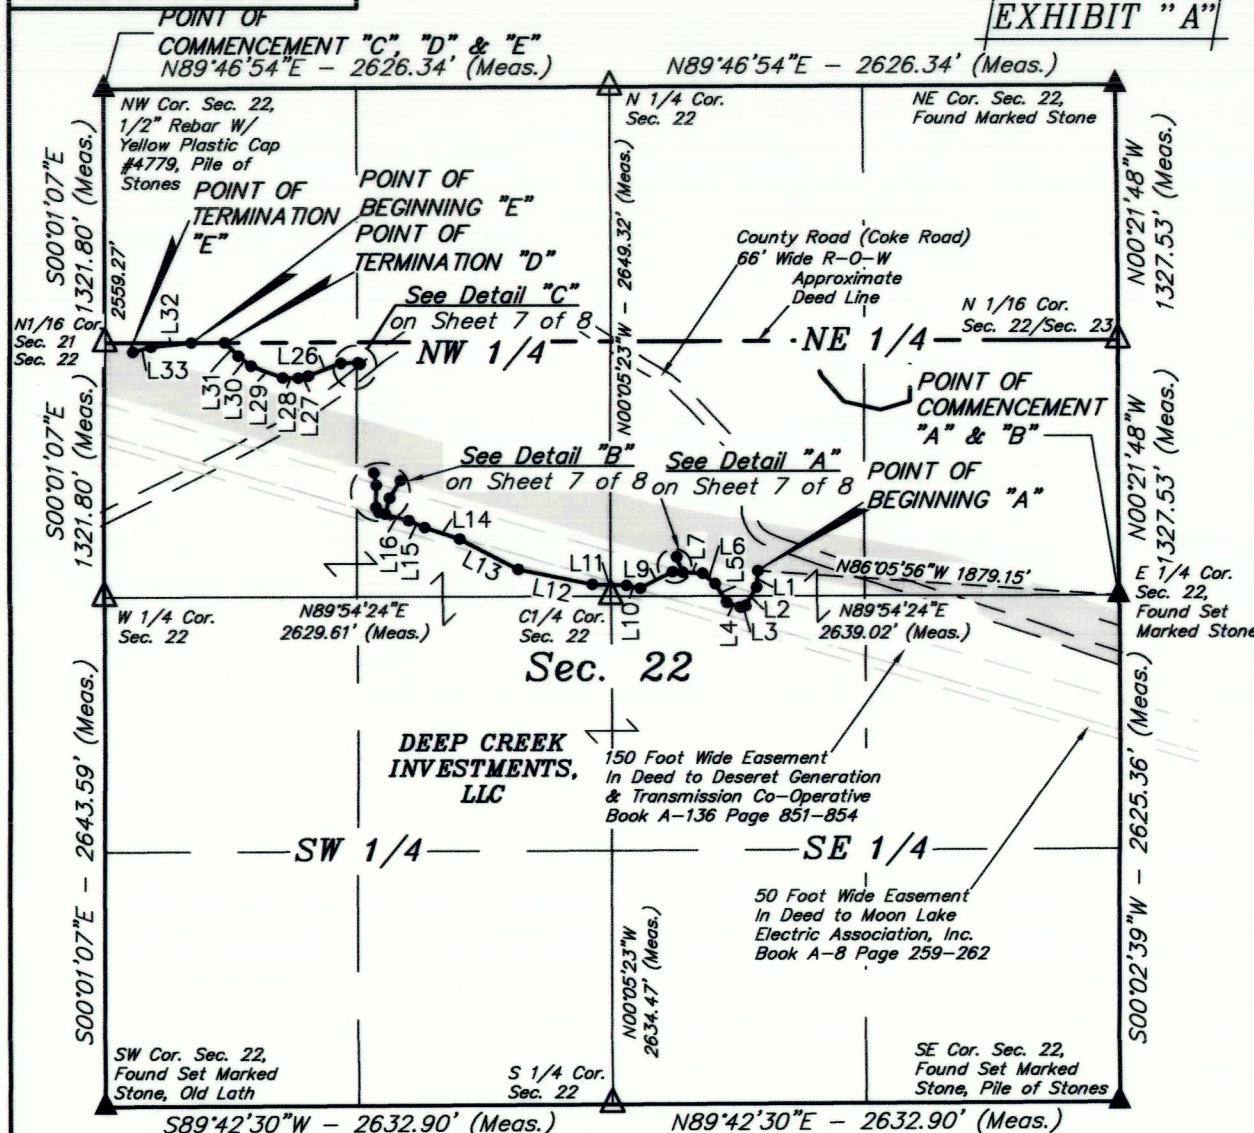 EXHIBIT "A"
POINT OF
COMMENCEMENT "C", "D" & "E"
N89°46'54"E - 2626.34' (Meas.)
N89°46'54"E - 2626.34' (Meas.)
NW Cor. Sec. 22,
1/2" Rebar W/
Yellow Plastic Cap
#4779, Pile of
Stones
N 1/4 Cor.
Sec. 22
NE Cor. Sec. 22,
Found Marked Stone
S00°01'07"E
1321.80' (Meas.)
2559.27'
POINT OF
TERMINATION
"E"
POINT OF
BEGINNING "E"
POINT OF
TERMINATION "D"
See Detail "C"
on Sheet 7 of 8
N00°05'23"W - 2649.32' (Meas.)
County Road (Coke Road)
66' Wide R-O-W
Approximate
Deed Line
N00°21'48"W
1327.53' (Meas.)
N 1/16 Cor.
Sec. 22/Sec. 23
N1/16 Cor.
Sec. 21
Sec. 22
L32
L33
L31
L30
L29
L28
L27
L26
NW 1/4
NE 1/4
POINT OF
COMMENCEMENT
"A" & "B"
S00°01'07"E
1321.80' (Meas.)
See Detail "B"
on Sheet 7 of 8
See Detail "A"
on Sheet 7 of 8
POINT OF
BEGINNING "A"
N00°21'48"W
1327.53' (Meas.)
L16
L15
L14
L13
L12
L11
L10
L9
L7
L6
L5
L4
L3
L2
L1
N86°05'56"W 1879.15'
E 1/4 Cor.
Sec. 22,
Found Set
Marked Stone
W 1/4 Cor.
Sec. 22
N89°54'24"E
2629.61' (Meas.)
C1/4 Cor.
Sec. 22
N89°54'24"E
2639.02' (Meas.)
Sec. 22
DEEP CREEK
INVESTMENTS,
LLC
150 Foot Wide Easement
In Deed to Deseret Generation
& Transmission Co-Operative
Book A-136 Page 851-854
S00°01'07"E - 2643.59' (Meas.)
SW 1/4
SE 1/4
50 Foot Wide Easement
In Deed to Moon Lake
Electric Association, Inc.
Book A-8 Page 259-262
S00°02'39"W - 2625.36' (Meas.)
N00°05'23"W
2634.47' (Meas.)
SW Cor. Sec. 22,
Found Set Marked
Stone, Old Lath
S 1/4 Cor.
Sec. 22
SE Cor. Sec. 22,
Found Set Marked
Stone, Pile of Stones
S89°42'30"W - 2632.90' (Meas.)
N89°42'30"E - 2632.90' (Meas.)